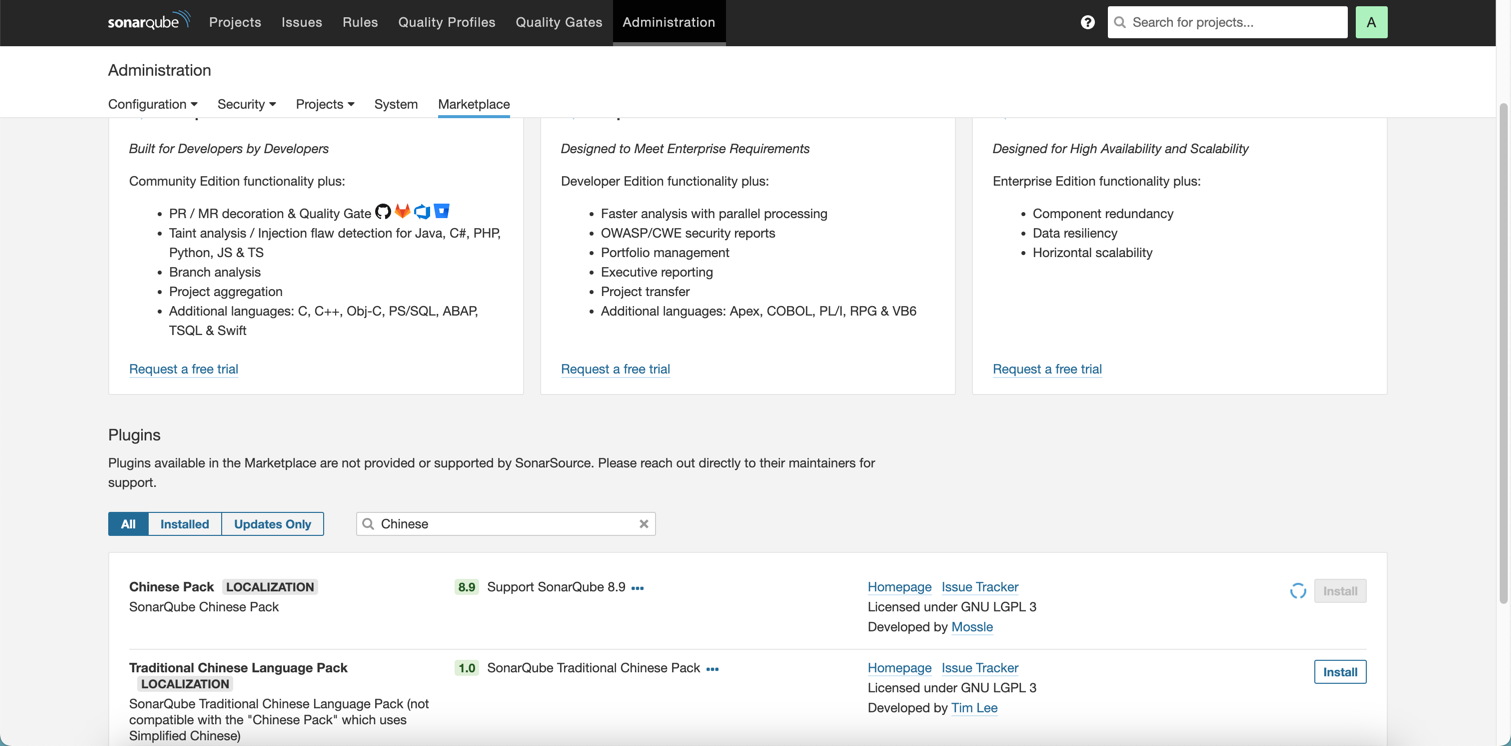 sonarqube Projects Issues Rules Quality Profiles Quality Gates Administration Search for projects... A
Administration
Configuration Security Projects System Marketplace
Built for Developers by Developers
Community Edition functionality plus:
PR / MR decoration & Quality Gate
Taint analysis / Injection flaw detection for Java, C#, PHP,
Python, JS & TS
Branch analysis
Project aggregation
Additional languages: C, C++, Obj-C, PS/SQL, ABAP,
TSQL & Swift
Request a free trial
Designed to Meet Enterprise Requirements
Developer Edition functionality plus:
Faster analysis with parallel processing
OWASP/CWE security reports
Portfolio management
Executive reporting
Project transfer
Additional languages: Apex, COBOL, PL/I, RPG & VB6
Request a free trial
Designed for High Availability and Scalability
Enterprise Edition functionality plus:
Component redundancy
Data resiliency
Horizontal scalability
Request a free trial
Plugins
Plugins available in the Marketplace are not provided or supported by SonarSource. Please reach out directly to their maintainers for
support.
All Installed Updates Only Chinese
Chinese Pack LOCALIZATION
SonarQube Chinese Pack
8.9 Support SonarQube 8.9 •••
Homepage Issue Tracker
Licensed under GNU LGPL 3
Developed by Mossle
Install
Traditional Chinese Language Pack
LOCALIZATION
SonarQube Traditional Chinese Language Pack (not
compatible with the "Chinese Pack" which uses
Simplified Chinese)
1.0 SonarQube Traditional Chinese Pack •••
Homepage Issue Tracker
Licensed under GNU LGPL 3
Developed by Tim Lee
Install